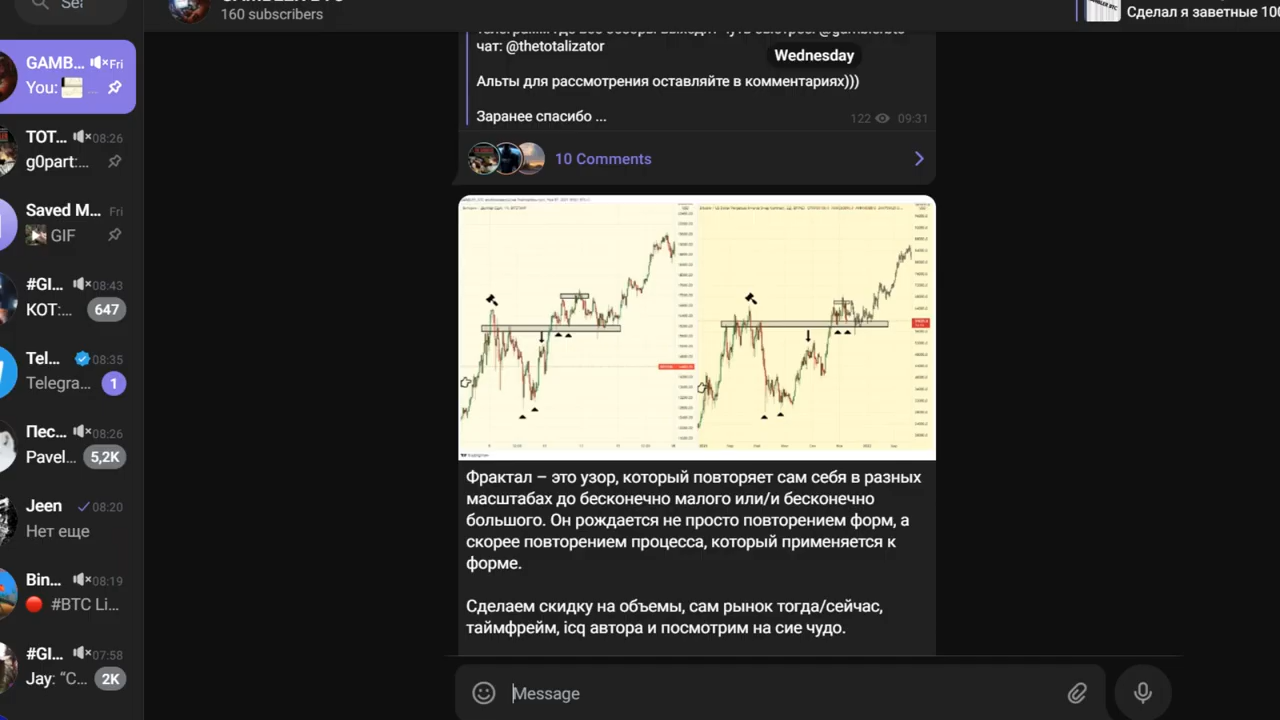 160 subscribers
Сделал я заветные 100
GAMB... Fri
You: ...
TOT... 08:26
g0part:...
Saved M... Fri
GIF
#GI... 08:43
КОТ:... 647
Tel... 08:35
Telegra... 1
Пес... 08:26
Pavel... 5,2K
Jeen 08:20
Нет еще
Bin... 08:19
#BTC Li...
#GI... 07:58
Jay: “C... 2K
чат: @thetotalizator
Wednesday
Альты для рассмотрения оставляйте в комментариях)))
Заранее спасибо ...
122 09:31
10 Comments
Фрактал – это узор, который повторяет сам себя в разных
масштабах до бесконечно малого или/и бесконечно
большого. Он рождается не просто повторением форм, а
скорее повторением процесса, который применяется к
форме.
Сделаем скидку на объемы, сам рынок тогда/сейчас,
таймфрейм, icq автора и посмотрим на сие чудо.
Message